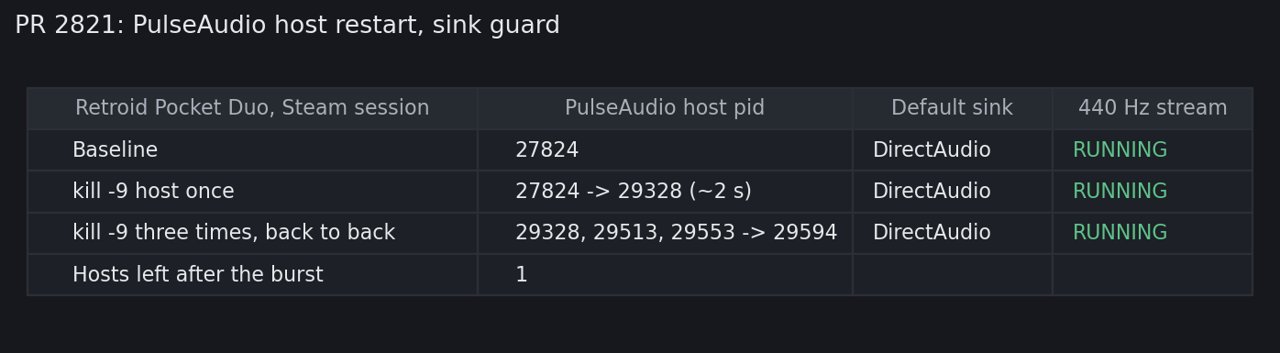 PR 2821: PulseAudio host restart, sink guard
Retroid Pocket Duo, Steam session PulseAudio host pid Default sink 440 Hz stream
Baseline 27824 DirectAudio RUNNING
kill -9 host once 27824 -> 29328 (~2 s) DirectAudio RUNNING
kill -9 three times, back to back 29328, 29513, 29553 -> 29594 DirectAudio RUNNING
Hosts left after the burst 1